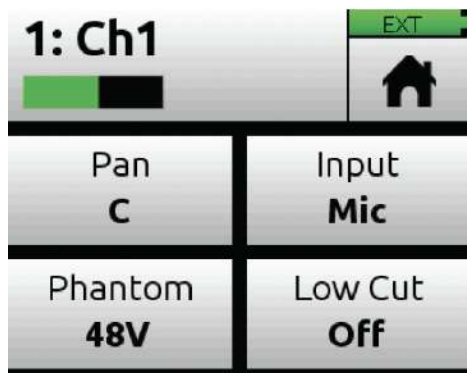 1: Ch1
EXT
Pan
C
Input
Mic
Phantom
48V
Low Cut
Off